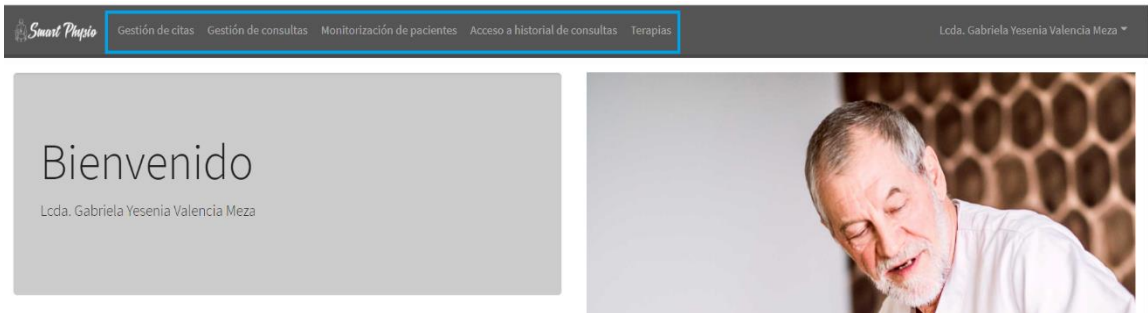 Smart Physio Gestión de citas Gestión de consultas Monitorización de pacientes Acceso a historial de consultas Terapias Lcda. Gabriela Yesenia Valencia Meza
Bienvenido
Lcda. Gabriela Yesenia Valencia Meza